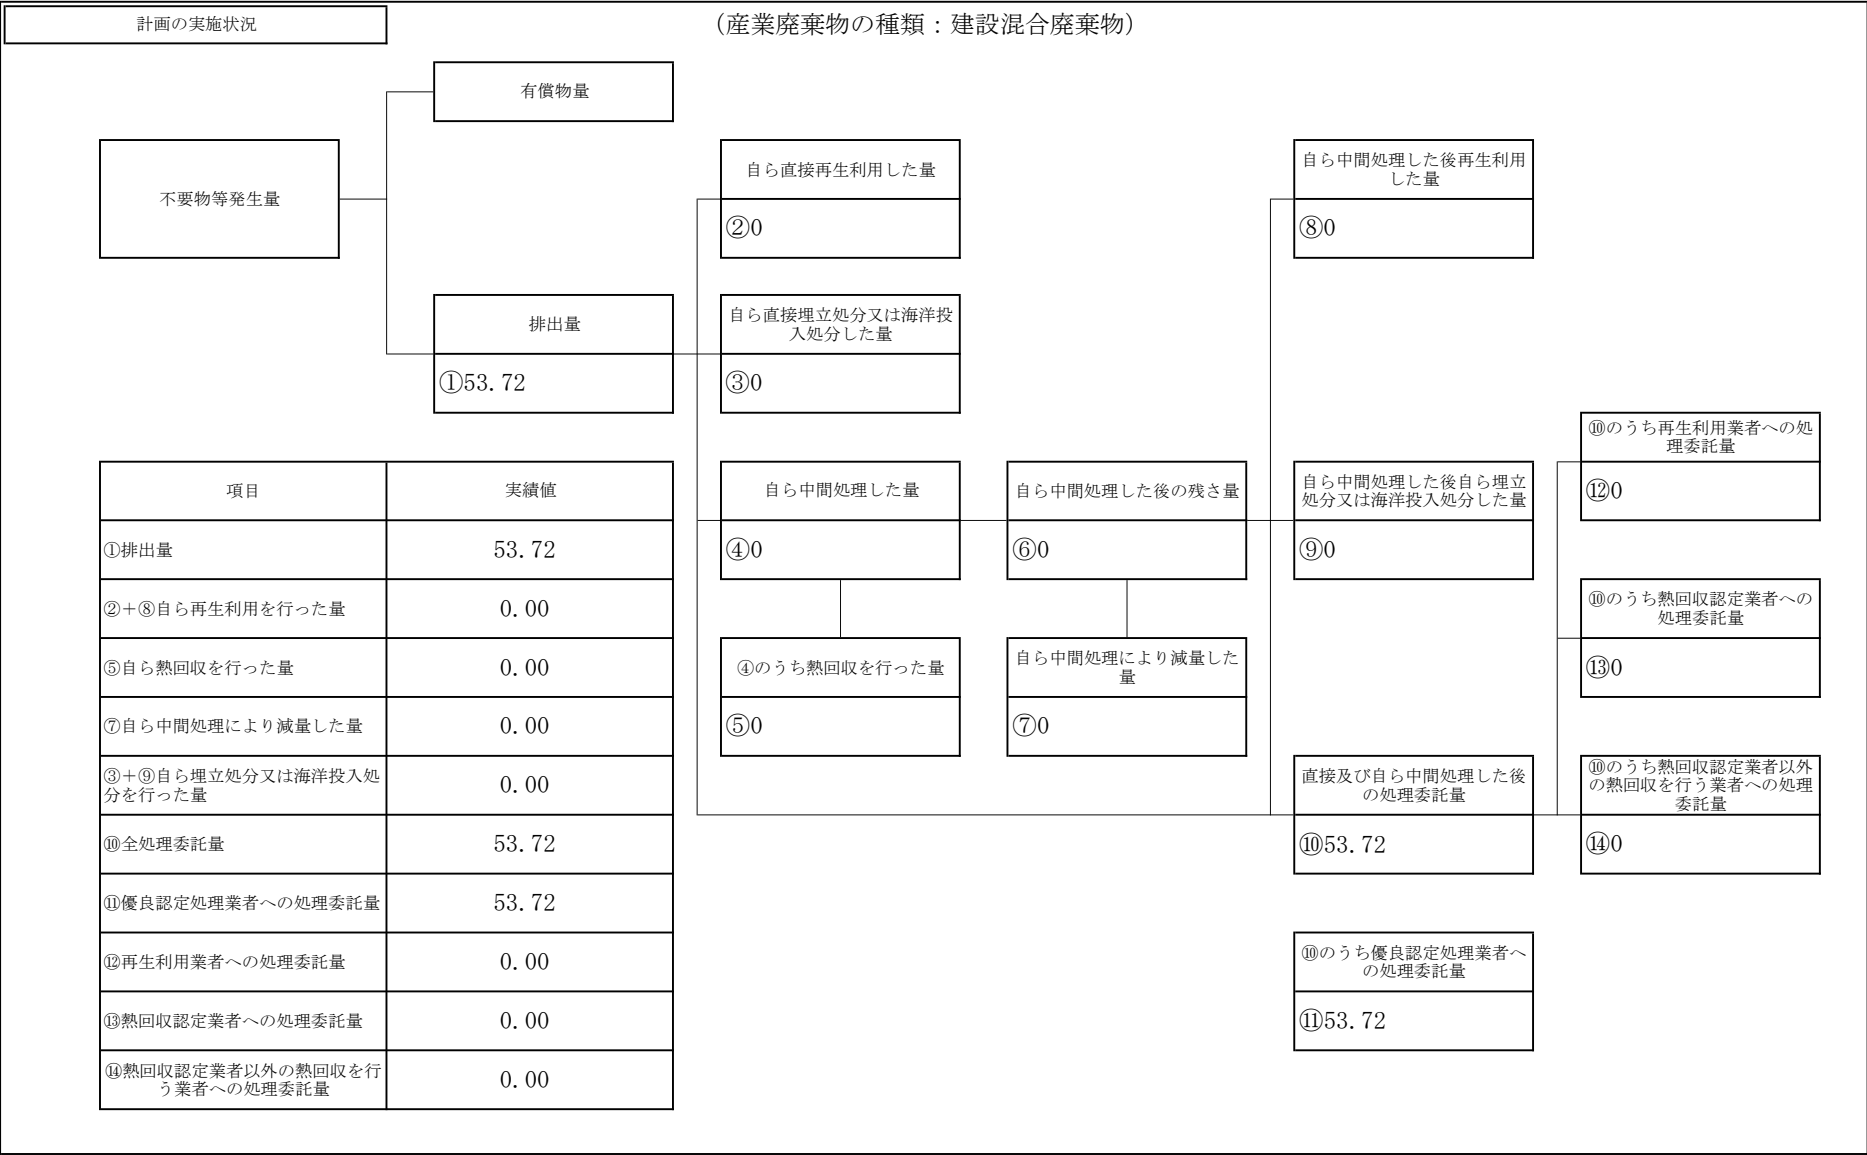 計画の実施状況
（産業廃棄物の種類：建設混合廃棄物）
有償物量
不要物等発生量
自ら直接再生利用した量
②0
自ら中間処理した後再生利用
した量
⑧0
排出量
①53.72
自ら直接埋立処分又は海洋投
入処分した量
③0
項目 実績値
①排出量 53.72
②＋⑧自ら再生利用を行った量 0.00
⑤自ら熱回収を行った量 0.00
⑦自ら中間処理により減量した量 0.00
③＋⑨自ら埋立処分又は海洋投入処
分を行った量 0.00
⑩全処理委託量 53.72
⑪優良認定処理業者への処理委託量 53.72
⑫再生利用業者への処理委託量 0.00
⑬熱回収認定業者への処理委託量 0.00
⑭熱回収認定業者以外の熱回収を行
う業者への処理委託量 0.00
自ら中間処理した量
④0
④のうち熱回収を行った量
⑤0
自ら中間処理した後の残さ量
⑥0
自ら中間処理により減量した
量
⑦0
自ら中間処理した後自ら埋立
処分又は海洋投入処分した量
⑨0
直接及び自ら中間処理した後
の処理委託量
⑩53.72
⑩のうち優良認定処理業者へ
の処理委託量
⑪53.72
⑩のうち再生利用業者への処
理委託量
⑫0
⑩のうち熱回収認定業者への
処理委託量
⑬0
⑩のうち熱回収認定業者以外
の熱回収を行う業者への処理
委託量
⑭0